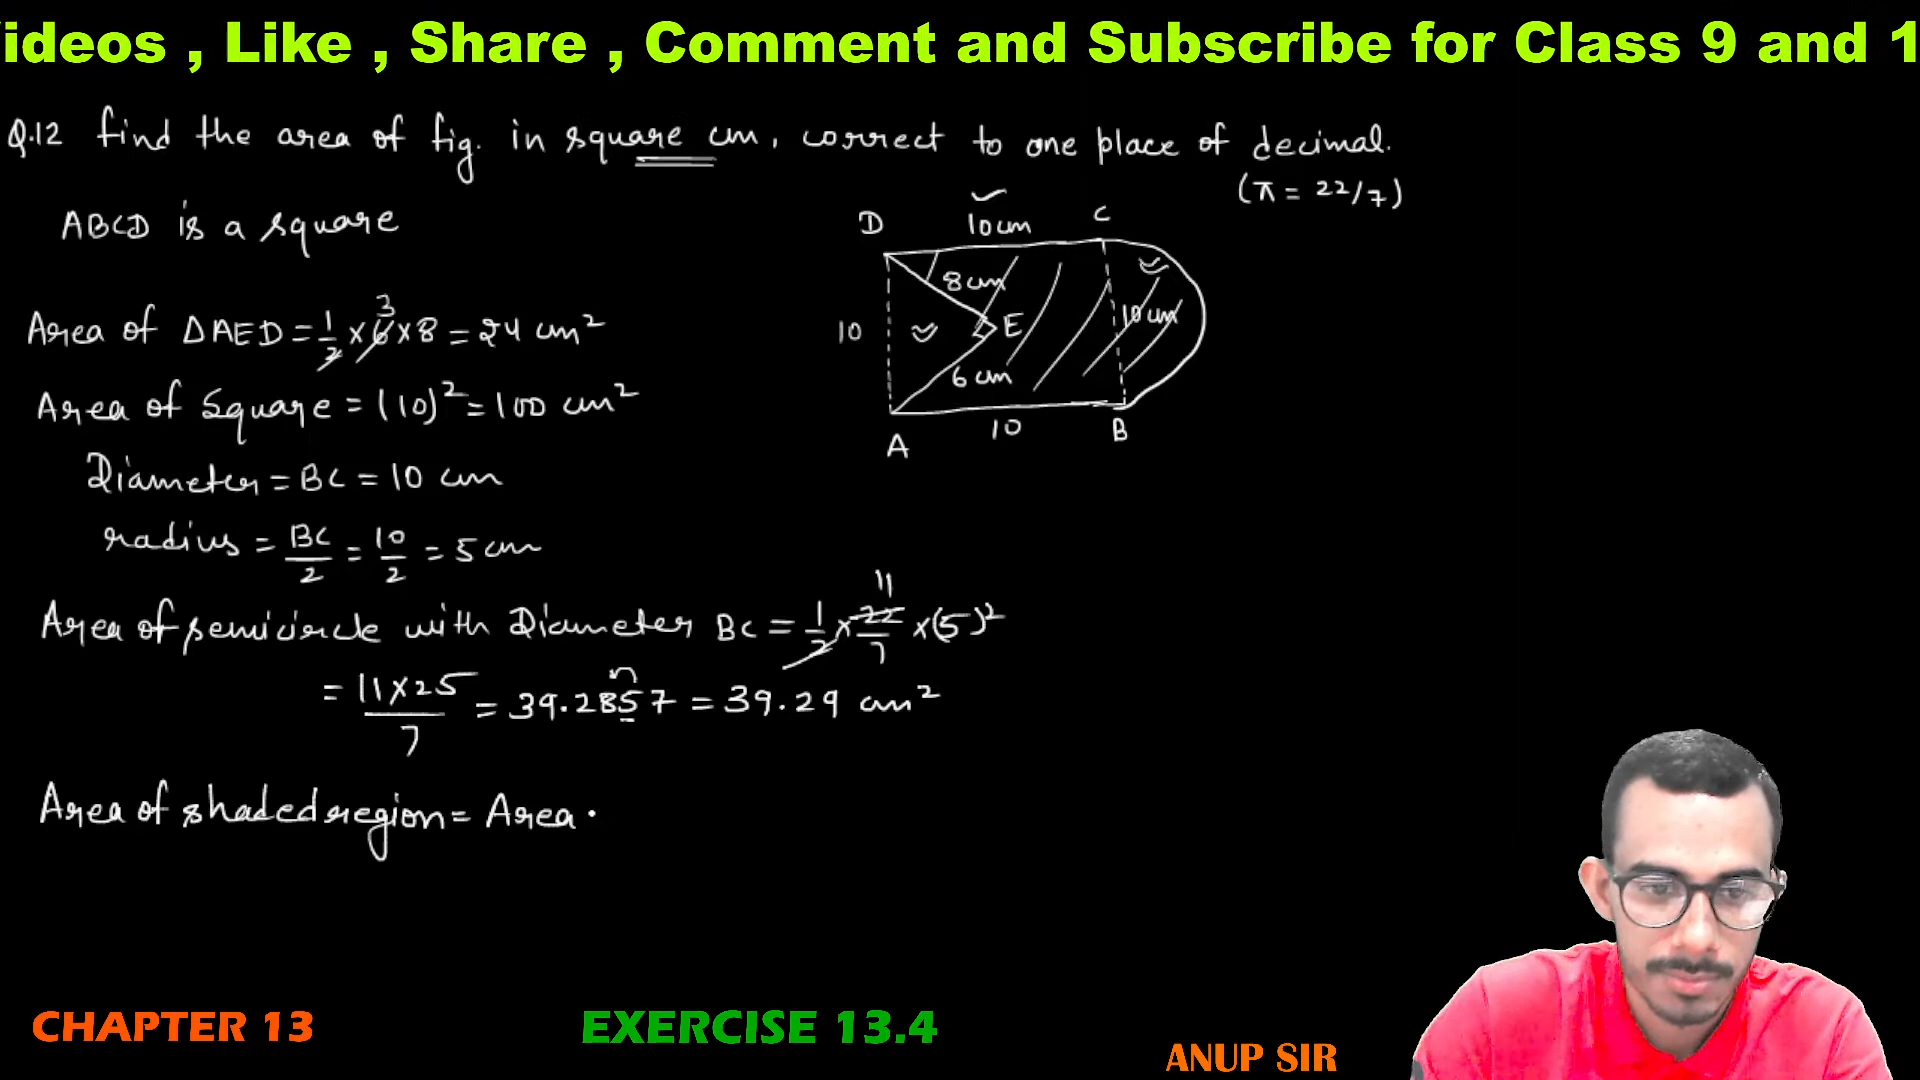 ideos , Like , Share , Comment and Subscribe for Class 9 and 1
Q.12 find the area of fig. in square cm, correct to one place of decimal.
(π = 22/7)
ABCD is a square
D 10cm C
8cm
10 E 10cm
6cm
A 10 B
Area of ΔAED = 1/2 × 6 3 × 8 = 24 cm²
Area of Square = (10)² = 100 cm²
Diameter = BC = 10 cm
radius = BC/2 = 10/2 = 5 cm
Area of semicircle with Diameter BC = 1/2 × 22/7 11 × (5)²
= 11×25/7 = 39.2857 = 39.29 cm²
Area of shaded region = Area
CHAPTER 13
EXERCISE 13.4
ANUP SIR